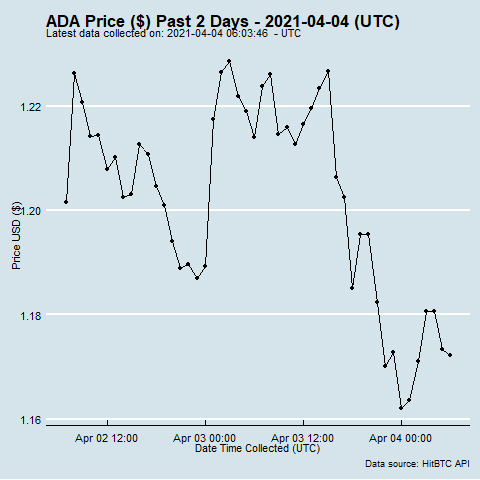 ADA Price ($) Past 2 Days - 2021-04-04 (UTC)
Latest data collected on: 2021-04-04 06:03:46 - UTC
Price USD ($)
1.22
1.20
1.18
1.16
Apr 02 12:00 Apr 03 00:00 Apr 03 12:00 Apr 04 00:00
Date Time Collected (UTC)
Data source: HitBTC API